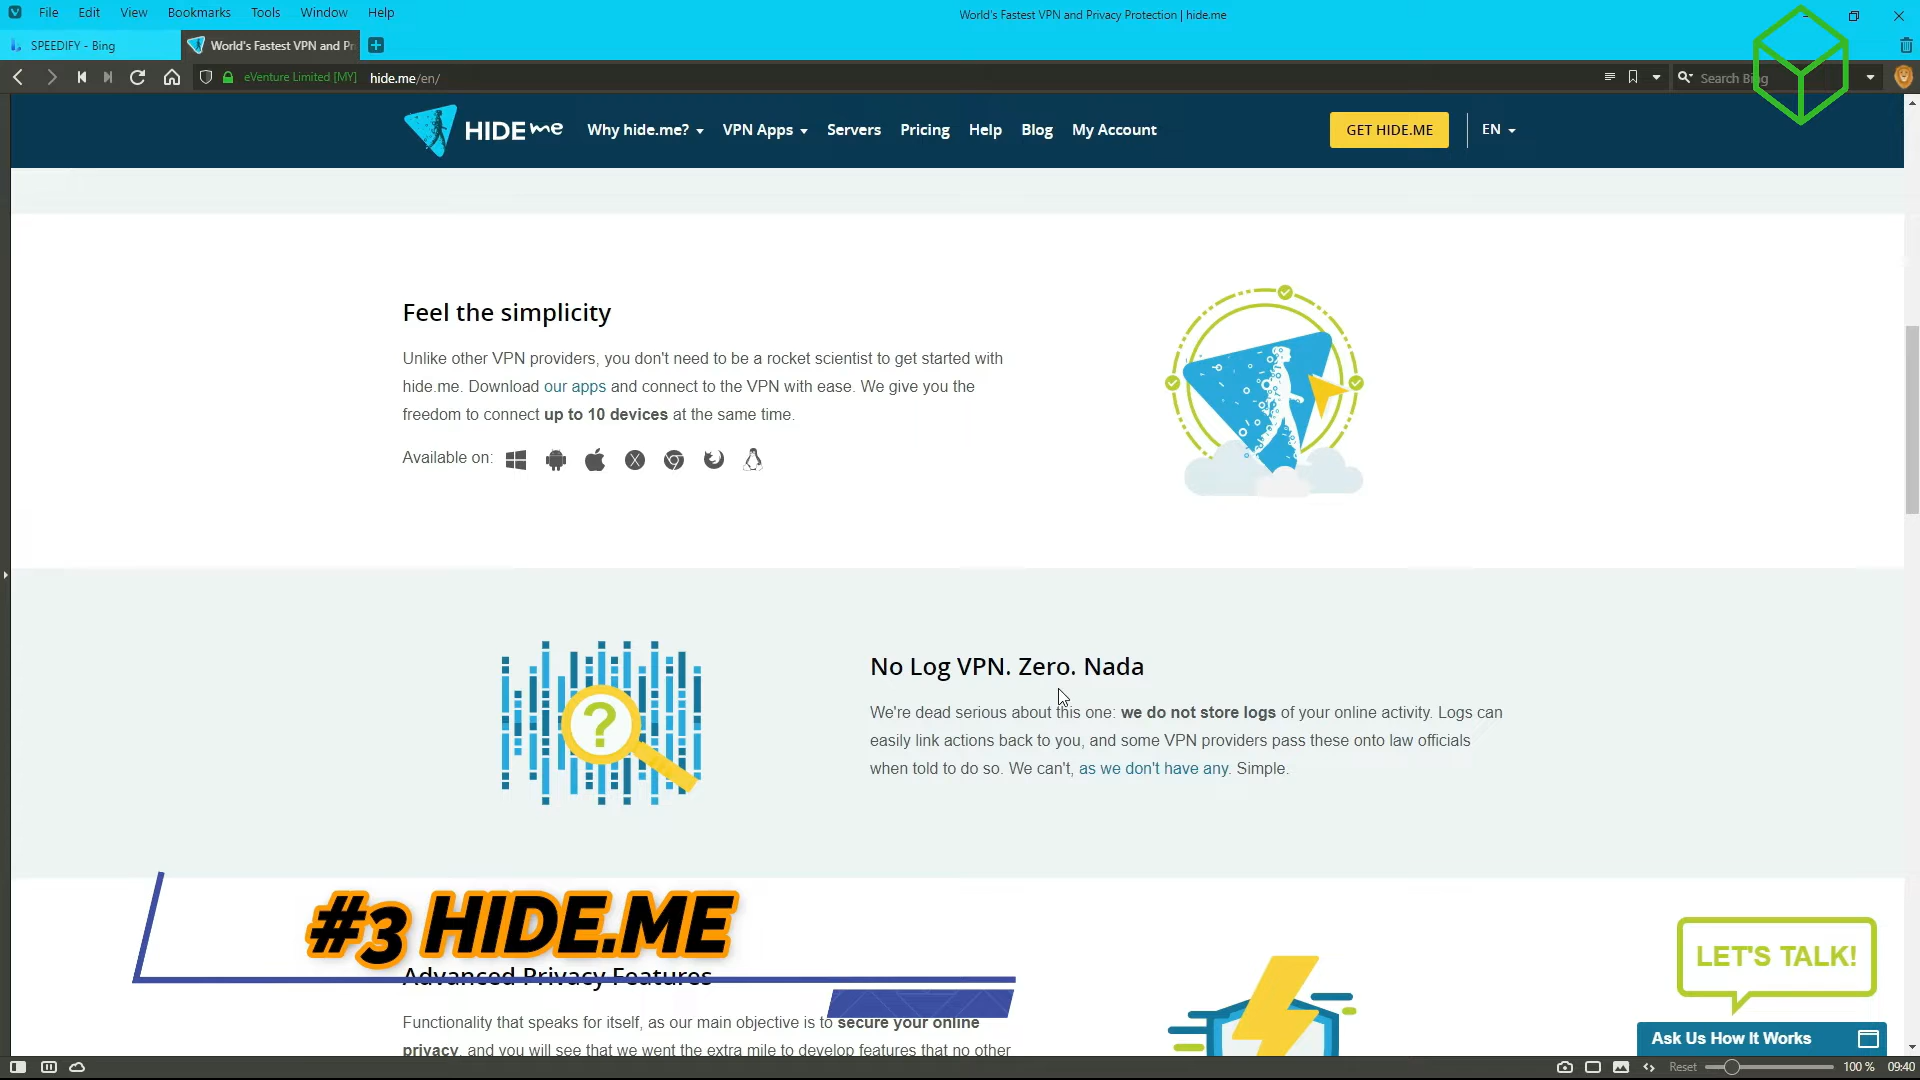 File Edit View Bookmarks Tools Window Help
World's Fastest VPN and Privacy Protection | hide.me
SPEEDIFY - Bing
World's Fastest VPN and Pr
eVenture Limited [MY] hide.me/en/
Search Bing
HIDE me
Why hide.me? VPN Apps Servers Pricing Help Blog My Account
GET HIDE.ME
EN
Feel the simplicity
Unlike other VPN providers, you don't need to be a rocket scientist to get started with
hide.me. Download our apps and connect to the VPN with ease. We give you the
freedom to connect up to 10 devices at the same time.
Available on:
No Log VPN. Zero. Nada
We're dead serious about this one: we do not store logs of your online activity. Logs can
easily link actions back to you, and some VPN providers pass these onto law officials
when told to do so. We can't, as we don't have any. Simple.
#3 HIDE.ME
Advanced Privacy Features
Functionality that speaks for itself, as our main objective is to secure your online
privacy, and you will see that we went the extra mile to develop features that no other
LET'S TALK!
Ask Us How It Works
Reset
100 %
09:40